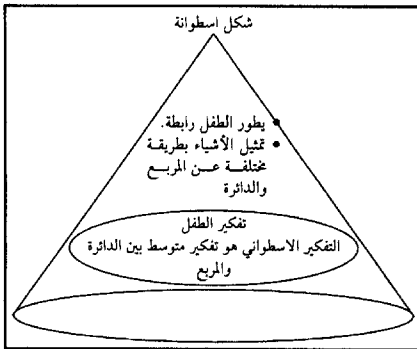 شكل اسطوانة
يطور الطفل رابطة.
تمثيل الأشياء بطريقة
مختلفة عن المربع
والدائرة
تفكير الطفل
التفكير الاسطواني هو تفكير متوسط بين الدائرة
والمربع